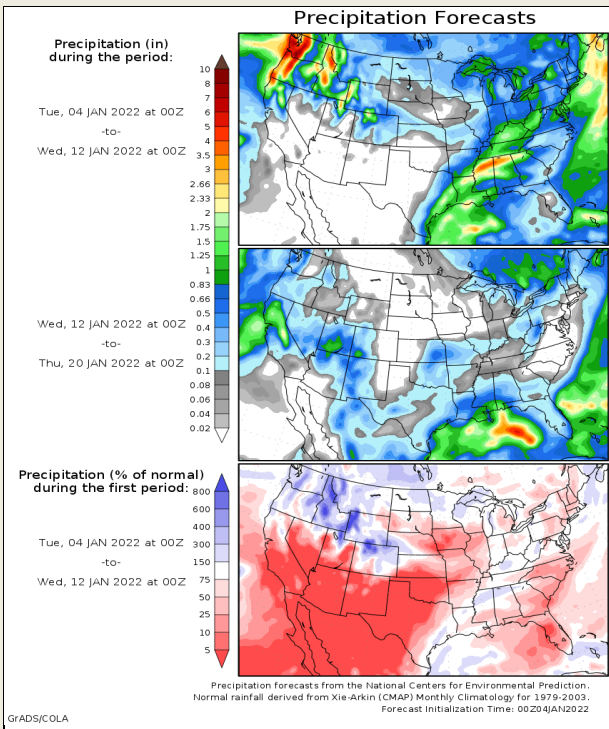 Precipitation Forecasts
Precipitation (in)
during the period:
Tue, 04 JAN 2022 at 00Z
-to-
Wed, 12 JAN 2022 at 00Z
10
8
7
6
5
4
3.5
3
2.66
2.33
2
1.75
1.5
1.25
1
0.83
0.66
0.5
0.4
0.3
0.2
0.1
0.08
0.06
0.04
0.02
Wed, 12 JAN 2022 at 00Z
-to-
Thu, 20 JAN 2022 at 00Z
Precipitation (% of normal)
during the first period:
Tue, 04 JAN 2022 at 00Z
-to-
Wed, 12 JAN 2022 at 00Z
800
600
400
300
150
75
50
25
10
5
Precipitation forecasts from the National Centers for Environmental Prediction.
Normal rainfall derived from Xie-Arkin (CMAP) Monthly Climatology for 1979-2003.
Forecast Initialization Time: 00Z04JAN2022
GrADS/COLA